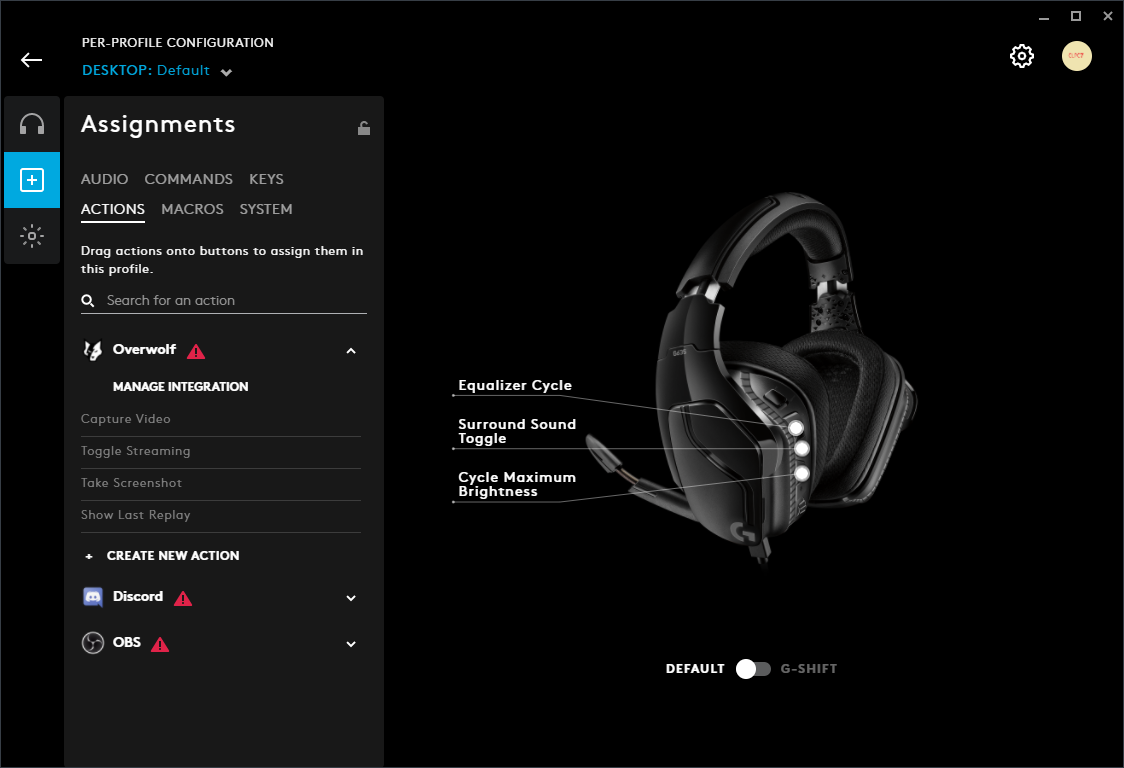 PER-PROFILE CONFIGURATION
DESKTOP: Default
Assignments
AUDIO COMMANDS KEYS
ACTIONS MACROS SYSTEM
Drag actions onto buttons to assign them in
this profile.
Search for an action
Overwolf
MANAGE INTEGRATION
Capture Video
Toggle Streaming
Take Screenshot
Show Last Replay
+ CREATE NEW ACTION
Discord
OBS
Equalizer Cycle
Surround Sound
Toggle
Cycle Maximum
Brightness
DEFAULT G-SHIFT